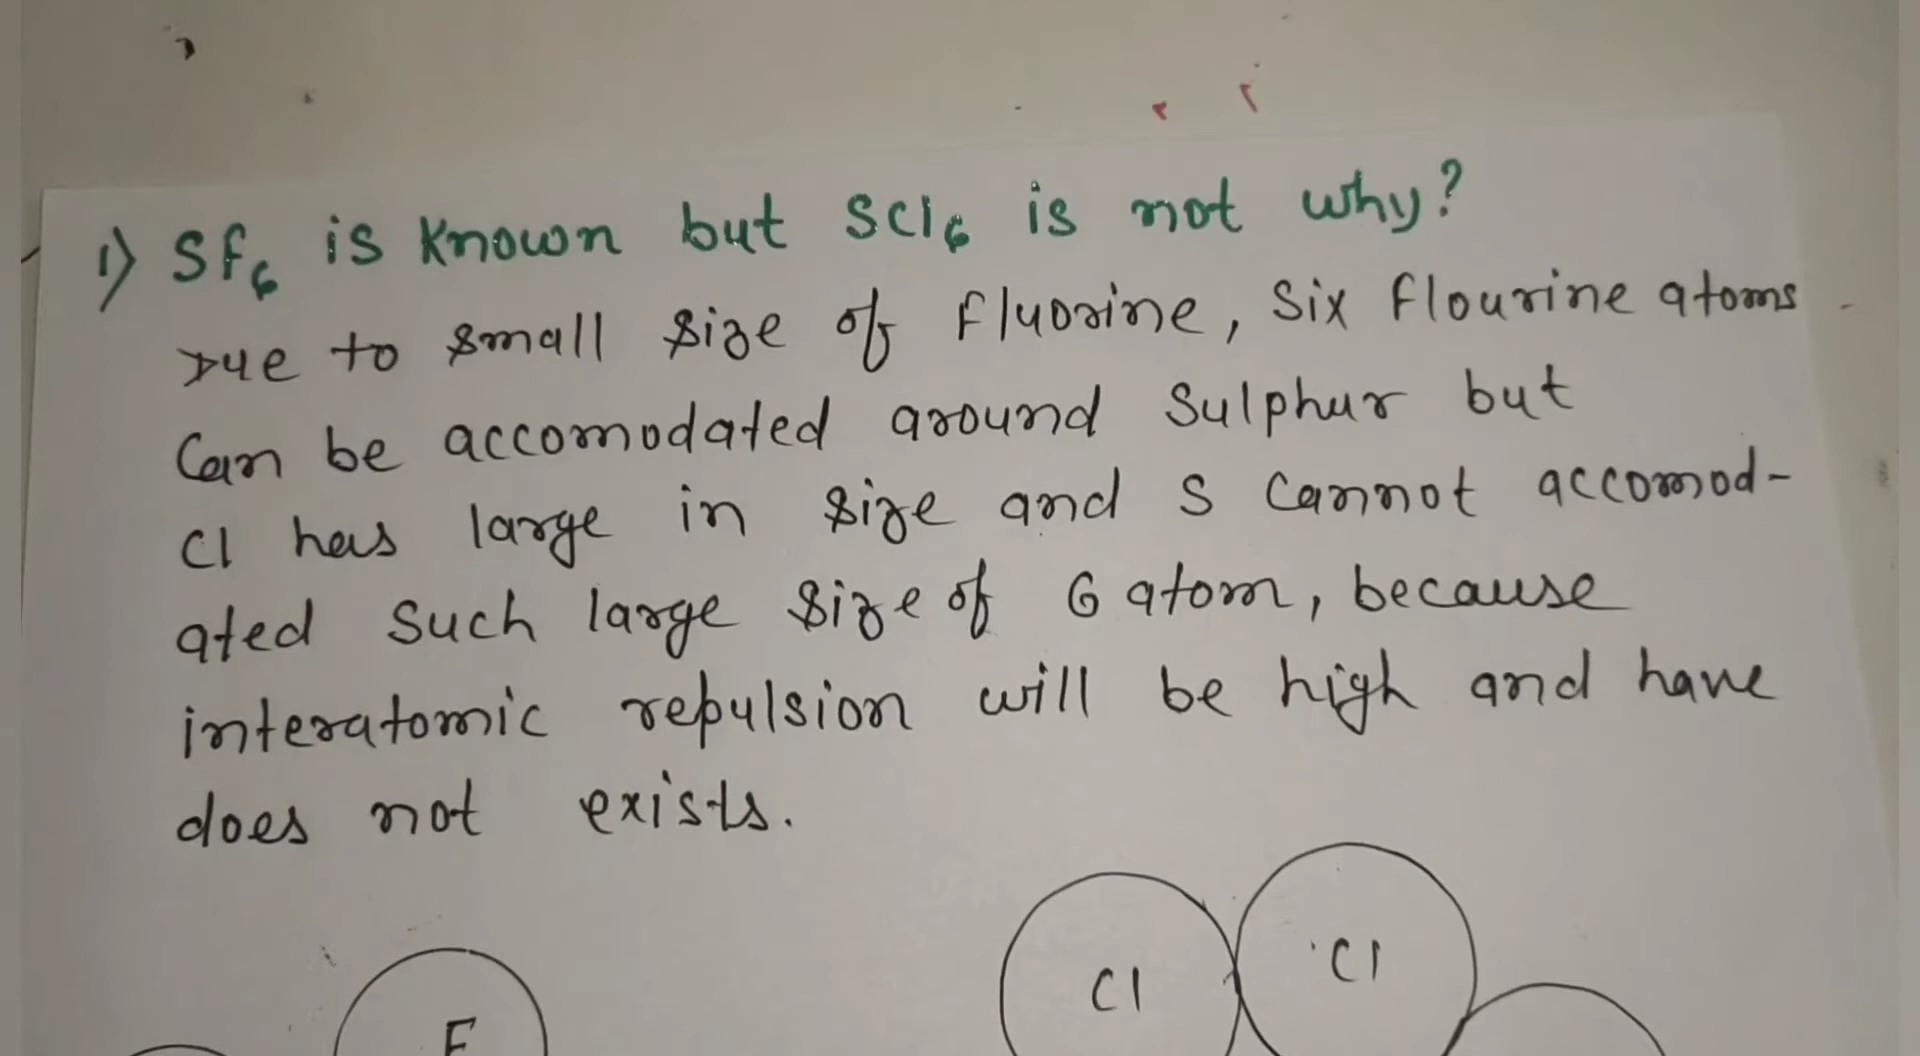 1) SF₆ is known but SCl₆ is not why?
Due to small size of fluorine, six flourine atoms
can be accomodated around sulphur but
Cl has large in size and S cannot accomod-
ated such large size of 6 atom, because
interatomic repulsion will be high and have
does not exists.
Cl Cl
F